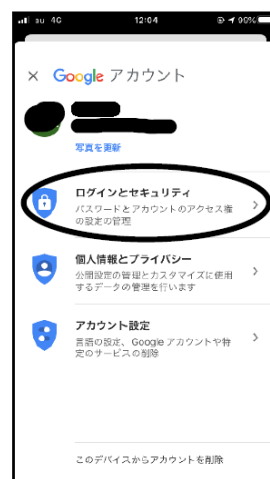 au 4G 12:04 90%
× Google アカウント
写真を更新
ログインとセキュリティ
パスワードとアカウントのアクセス権
の設定の管理
個人情報とプライバシー
公開設定の管理とカスタマイズに使用
するデータの管理を行います
アカウント設定
言語の設定、Google アカウントや特
定のサービスの削除
このデバイスからアカウントを削除